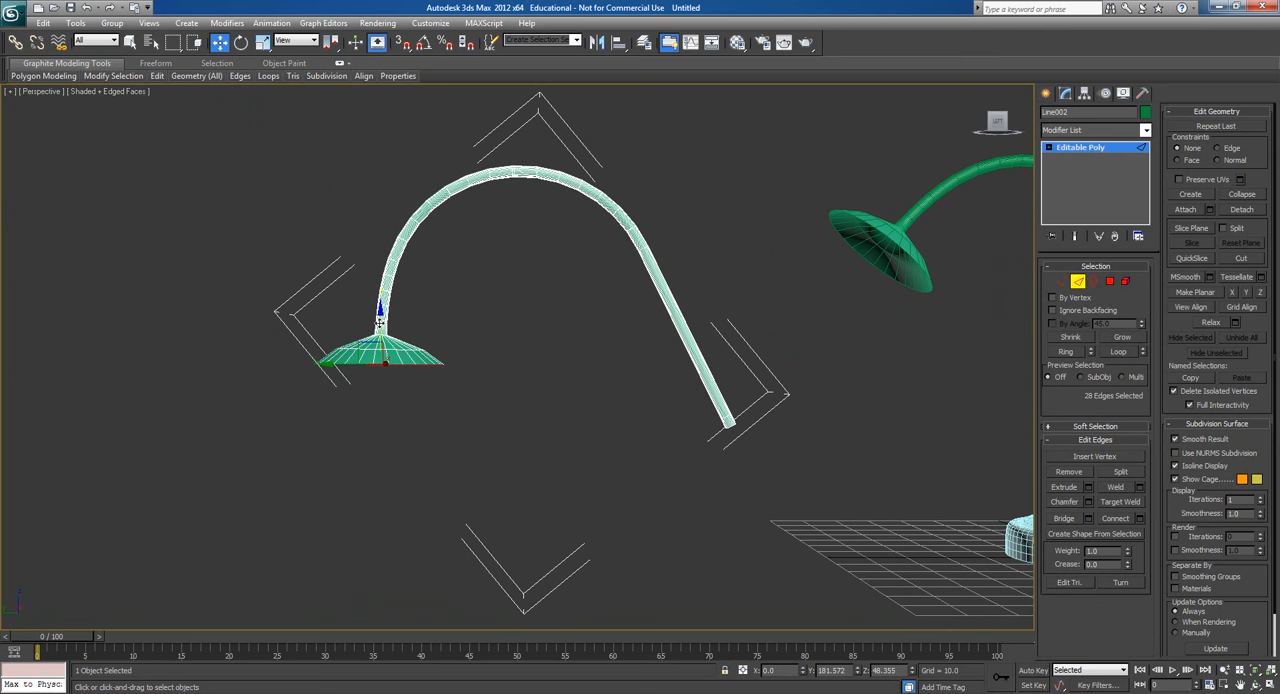 Autodesk 3ds Max 2012 x64 - Educational - Not for Commercial Use Untitled
Type a keyword or phrase
Edit Tools Group Views Create Modifiers Animation Graph Editors Rendering Customize MAXScript Help
All View Create Selection Se
Graphite Modeling Tools Freeform Selection Object Paint
Polygon Modeling Modify Selection Edit Geometry (All) Edges Loops Tris Subdivision Align Properties
[ + ] [ Perspective ] [ Shaded + Edged Faces ]
LEFT
Line002
Modifier List
Editable Poly
Selection
By Vertex
Ignore Backfacing
By Angle: 45.0
Shrink Grow
Ring Loop
Preview Selection
Off SubObj Multi
28 Edges Selected
Soft Selection
Edit Edges
Insert Vertex
Remove Split
Extrude Weld
Chamfer Target Weld
Bridge Connect
Create Shape From Selection
Weight: 1.0
Crease: 0.0
Edit Tri. Turn
Edit Geometry
Repeat Last
Constraints
None Edge
Face Normal
Preserve UVs
Create Collapse
Attach Detach
Slice Plane Split
Slice Reset Plane
QuickSlice Cut
MSmooth Tessellate
Make Planar X Y Z
View Align Grid Align
Relax
Hide Selected Unhide All
Hide Unselected
Named Selections:
Copy Paste
Delete Isolated Vertices
Full Interactivity
Subdivision Surface
Smooth Result
Use NURMS Subdivision
Isoline Display
Show Cage......
Display
Iterations: 1
Smoothness: 1.0
Render
Iterations: 0
Smoothness: 1.0
Separate By
Smoothing Groups
Materials
Update Options
Always
When Rendering
Manually
Update
0 / 100
0 5 10 15 20 25 30 35 40 45 50 55 60 65 70 75 80 85 90 95 100
1 Object Selected X: 0.0 Y: 181.572 Z: 48.355 Grid = 10.0 Auto Key Selected
Max to Physc. Click or click-and-drag to select objects Add Time Tag Set Key Key Filters... 0